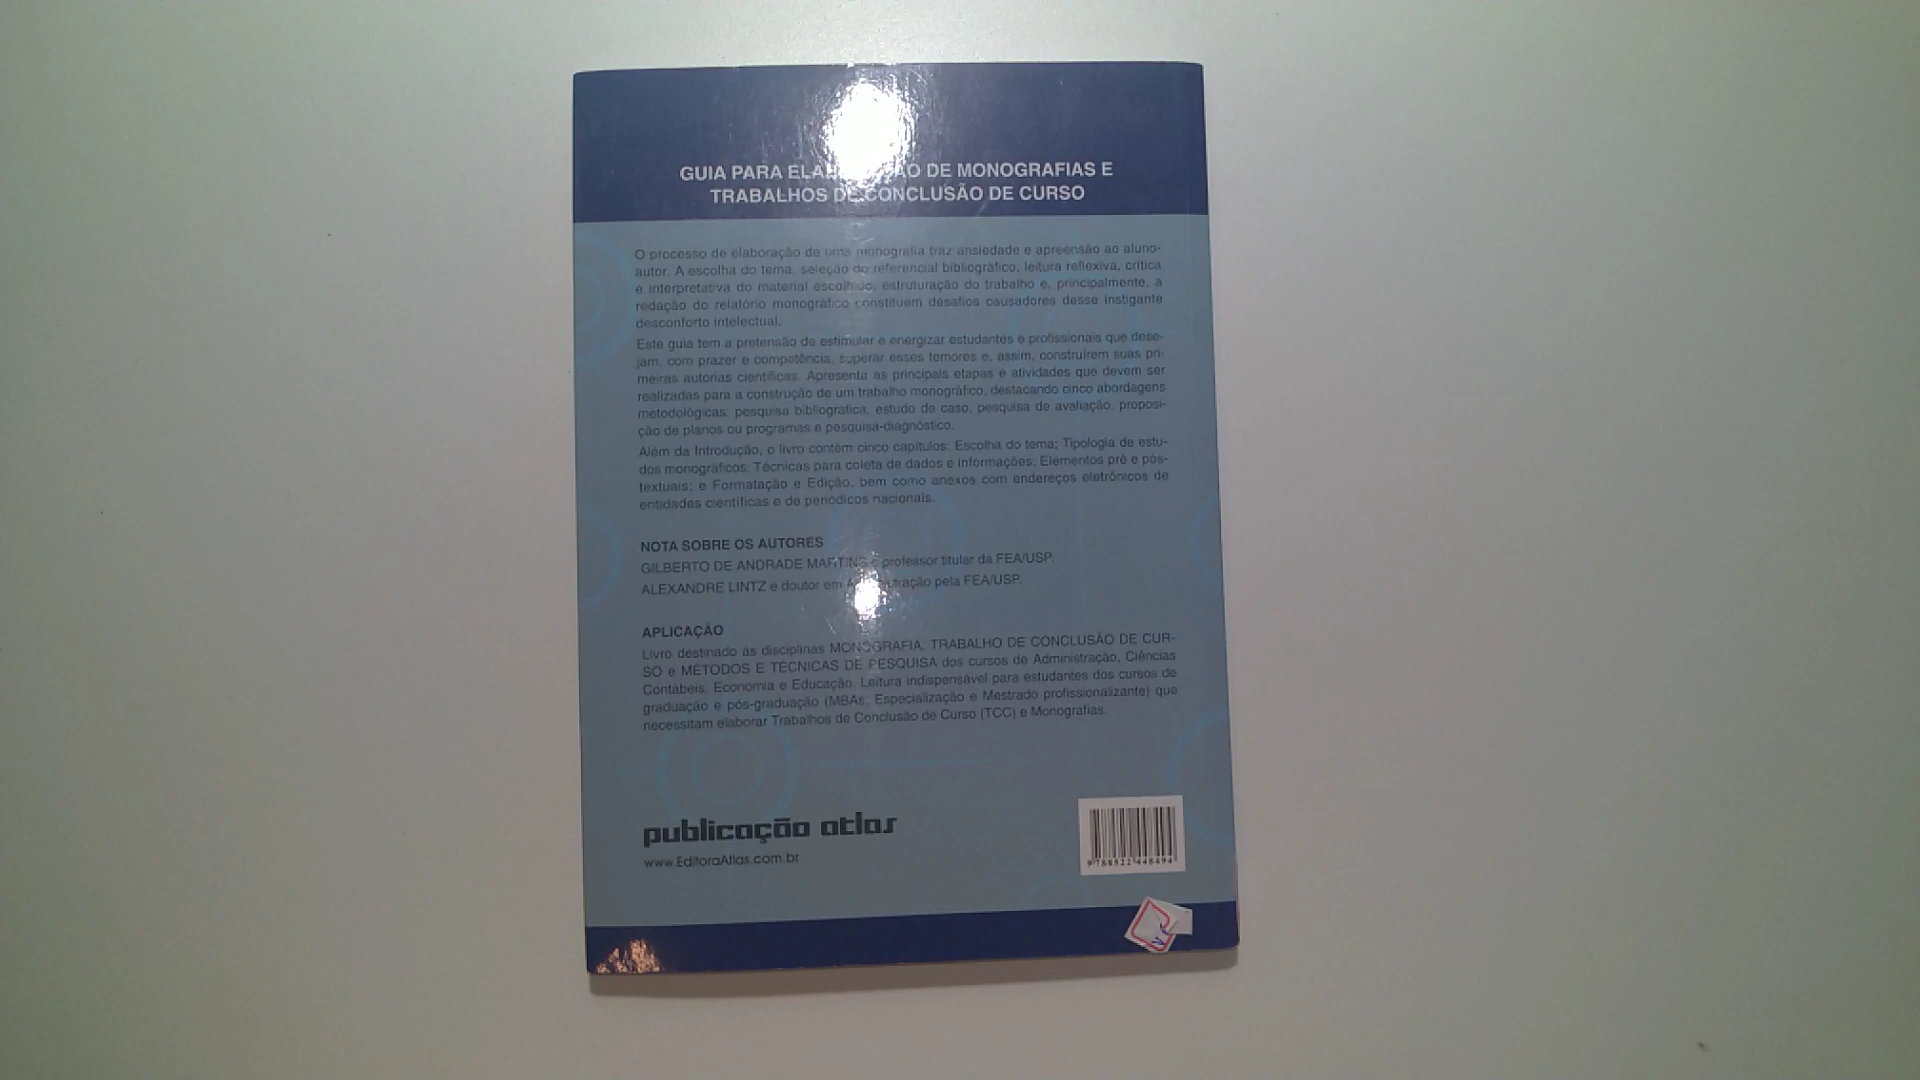 GUIA PARA ELABORAÇÃO DE MONOGRAFIAS E
TRABALHOS DE CONCLUSÃO DE CURSO
O processo de elaboração de uma monografia traz ansiedade e apreensão ao aluno-
autor. A escolha do tema, seleção do referencial bibliográfico, leitura reflexiva, crítica
e interpretativa do material escolhido, estruturação do trabalho e, principalmente, a
redação do relatório monográfico constituem desafios causadores desse instigante
desconforto intelectual.
Este guia tem a pretensão de estimular e energizar estudantes e profissionais que dese-
jam, com prazer e competência, superar esses temores e, assim, construírem suas pri-
meiras autorias científicas. Apresenta as principais etapas e atividades que devem ser
realizadas para a construção de um trabalho monográfico, destacando cinco abordagens
metodológicas: pesquisa bibliográfica, estudo de caso, pesquisa de avaliação, proposi-
ção de planos ou programas e pesquisa-diagnóstico.
Além da Introdução, o livro contém cinco capítulos: Escolha do tema; Tipologia de estu-
dos monográficos; Técnicas para coleta de dados e informações; Elementos pré e pós-
textuais; e Formatação e Edição, bem como anexos com endereços eletrônicos de
entidades científicas e de periódicos nacionais.
NOTA SOBRE OS AUTORES
GILBERTO DE ANDRADE MARTINS é professor titular da FEA/USP.
ALEXANDRE LINTZ é doutor em Administração pela FEA/USP.
APLICAÇÃO
Livro destinado às disciplinas MONOGRAFIA, TRABALHO DE CONCLUSÃO DE CUR-
SO e MÉTODOS E TÉCNICAS DE PESQUISA dos cursos de Administração, Ciências
Contábeis, Economia e Educação. Leitura indispensável para estudantes dos cursos de
graduação e pós-graduação (MBAs, Especialização e Mestrado profissionalizante) que
necessitam elaborar Trabalhos de Conclusão de Curso (TCC) e Monografias.
publicação atlas
www.EditoraAtlas.com.br
9788522448494